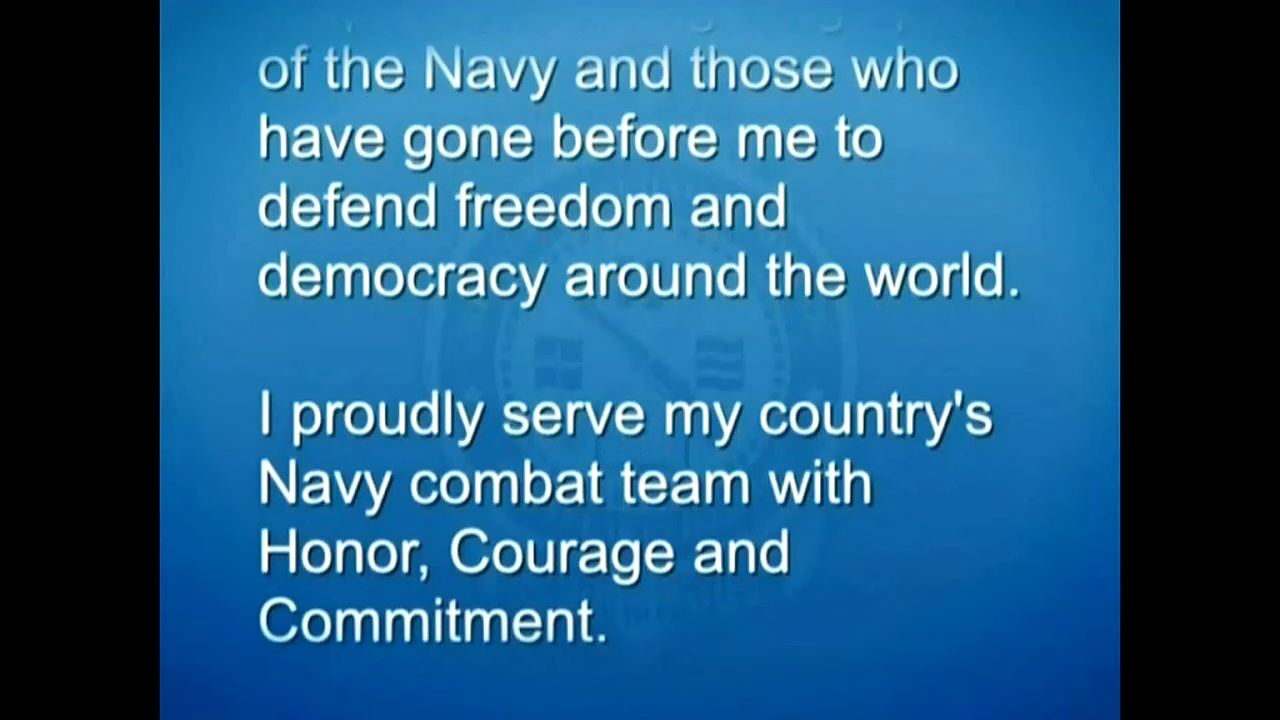 of the Navy and those who
have gone before me to
defend freedom and
democracy around the world.
I proudly serve my country's
Navy combat team with
Honor, Courage and
Commitment.